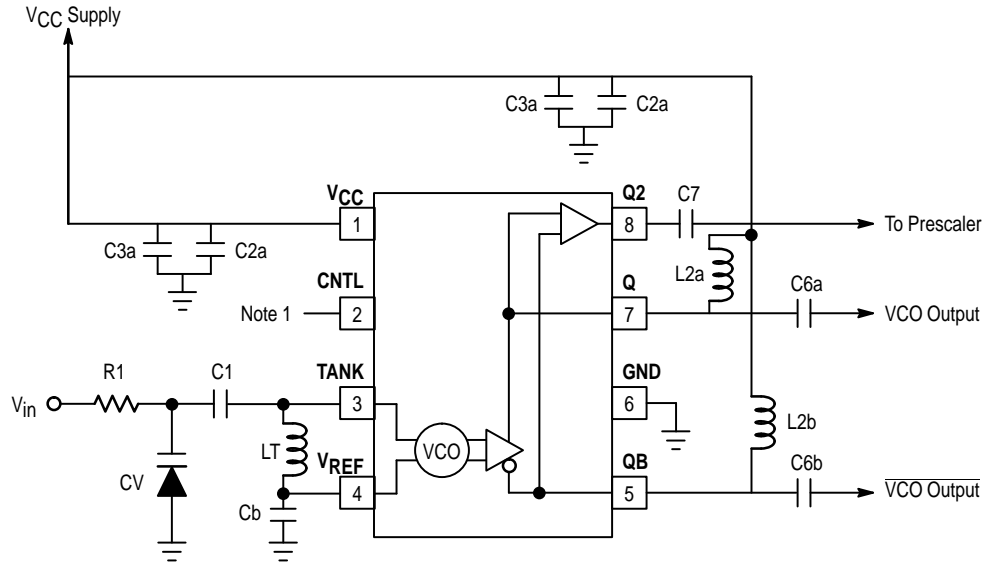 VCC Supply
C3a
C2a
VCC
1
C3a
C2a
Q2
8
C7
To Prescaler
L2a
CNTL
Note 1
2
Q
7
C6a
VCO Output
R1
C1
TANK
3
GND
6
Vin
LT
VCO
L2b
VREF
4
QB
5
CV
Cb
C6b
VCO Output